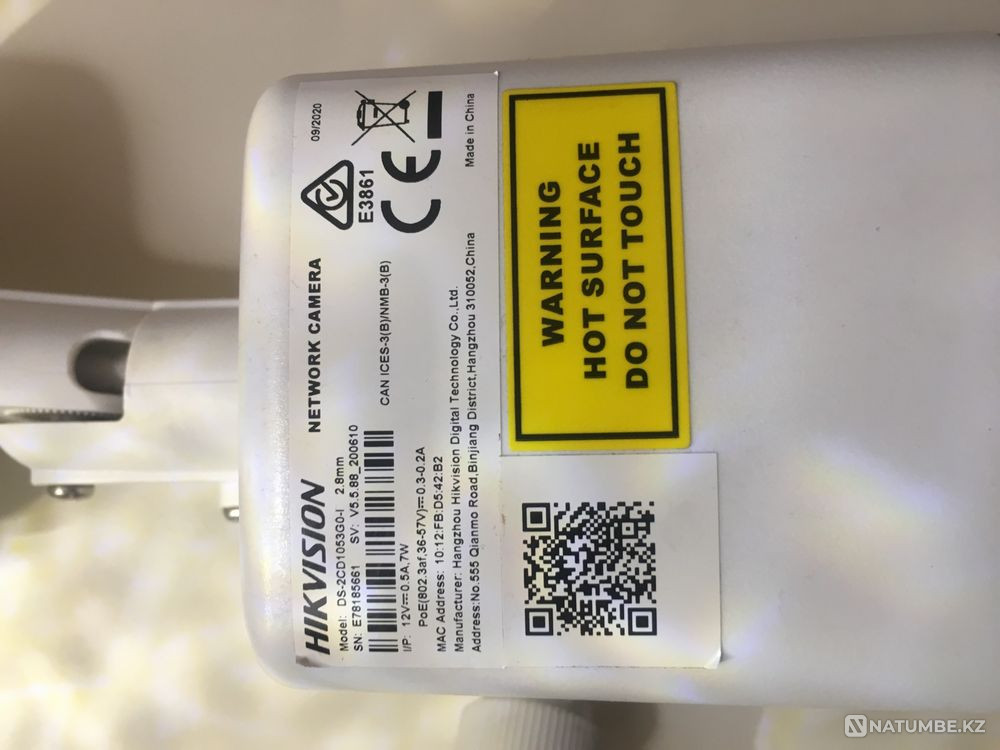 HIKVISION NETWORK CAMERA 09/2020
Model: DS-2CD1053G0-I 2.8mm
SN: E78185661 SV: V5.5.88_200610
E3861
CE
I/P: 12V⎓0.5A,7W CAN ICES-3(B)/NMB-3(B)
PoE(802.3af,36-57V)⎓0.3-0.2A
MAC Address: 10:12:FB:D5:42:B2
Manufacturer: Hangzhou Hikvision Digital Technology Co.,Ltd.
Address:No.555 Qianmo Road,Binjiang District,Hangzhou 310052,China Made in China
WARNING
HOT SURFACE
DO NOT TOUCH
NATUMBE.KZ